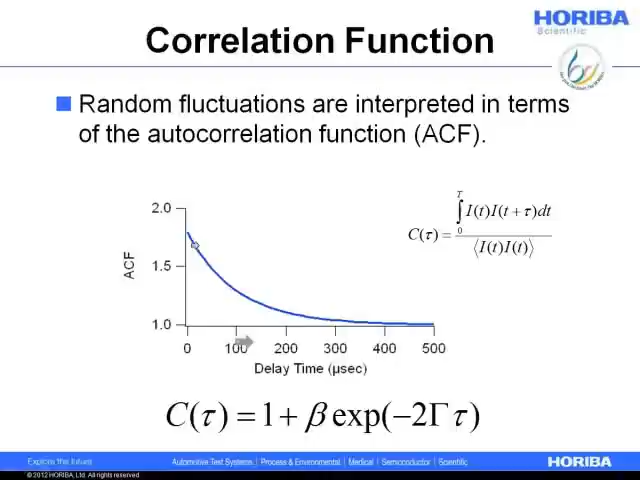 HORIBA
Scientific
Correlation Function
Random fluctuations are interpreted in terms
of the autocorrelation function (ACF).
2.0
1.5
1.0
ACF
0 100 200 300 400 500
Delay Time (µsec)
C(τ) = ∫₀ᵀ I(t)I(t + τ)dt / ⟨I(t)I(t)⟩
C(τ) = 1 + β exp(−2Γτ)
Explore the future
Automotive Test Systems | Process & Environmental | Medical | Semiconductor | Scientific
HORIBA
© 2012 HORIBA, Ltd. All rights reserved.